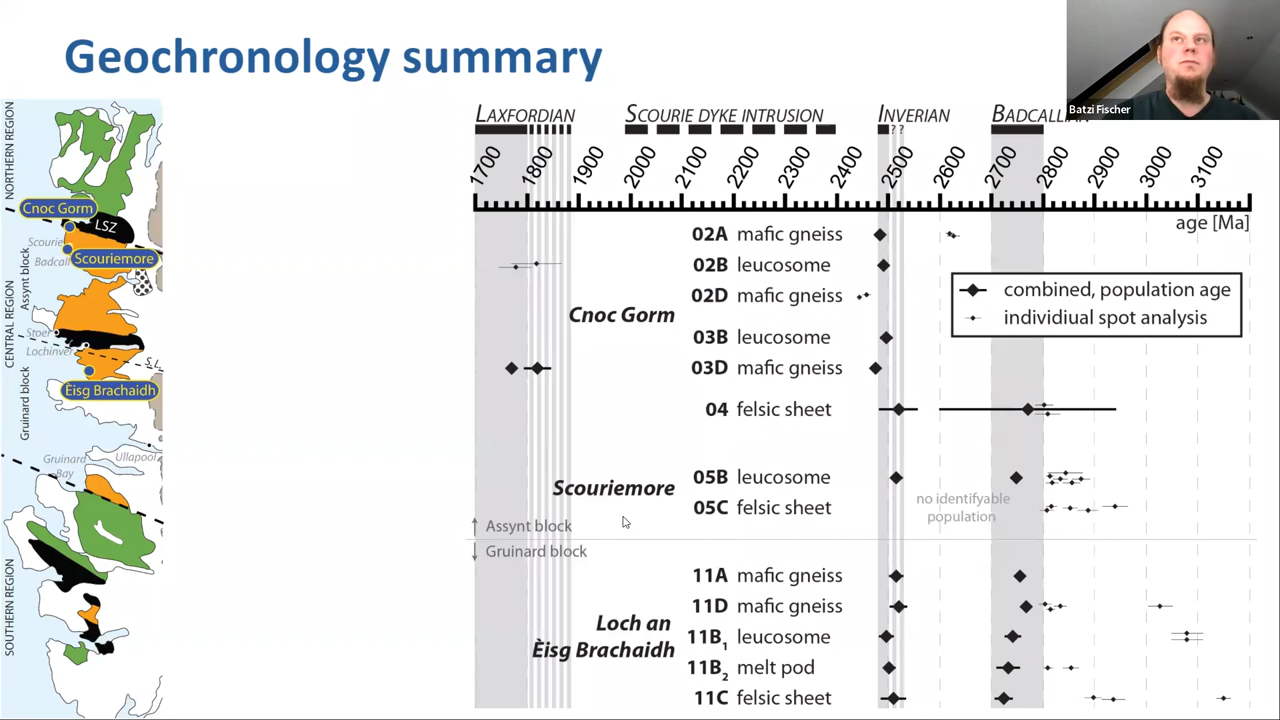 Geochronology summary
Batzi Fischer
NORTHERN REGION
CENTRAL REGION
SOUTHERN REGION
Assynt block
Gruinard block
Cnoc Gorm
LSZ
Scourie
Scouriemore
Badcall
Stoer
Lochinver
S.L.
Èisg Brachaidh
Ullapool
Gruinard
Bay
LAXFORDIAN
SCOURIE DYKE INTRUSION
INVERIAN
BADCALLIAN
? ?
1700 1800 1900 2000 2100 2200 2300 2400 2500 2600 2700 2800 2900 3000 3100
age [Ma]
02A mafic gneiss
02B leucosome
02D mafic gneiss
Cnoc Gorm
03B leucosome
03D mafic gneiss
04 felsic sheet
combined, population age
individiual spot analysis
05B leucosome
Scouriemore
05C felsic sheet
no identifyable
population
Assynt block
Gruinard block
11A mafic gneiss
11D mafic gneiss
Loch an
Èisg Brachaidh
11B1 leucosome
11B2 melt pod
11C felsic sheet